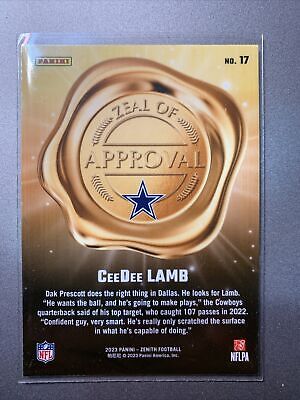 PANINI
NO. 17
ZEAL OF
APPROVAL
CEEDEE LAMB
Dak Prescott does the right thing in Dallas. He looks for Lamb.
"He wants the ball, and he's going to make plays," the Cowboys
quarterback said of his top target, who caught 107 passes in 2022.
"Confident guy, very smart. He's really only scratched the surface
in what he's capable of doing."
NFL
2023 PANINI – ZENITH FOOTBALL
© 2023 Panini America, Inc.
NFLPA